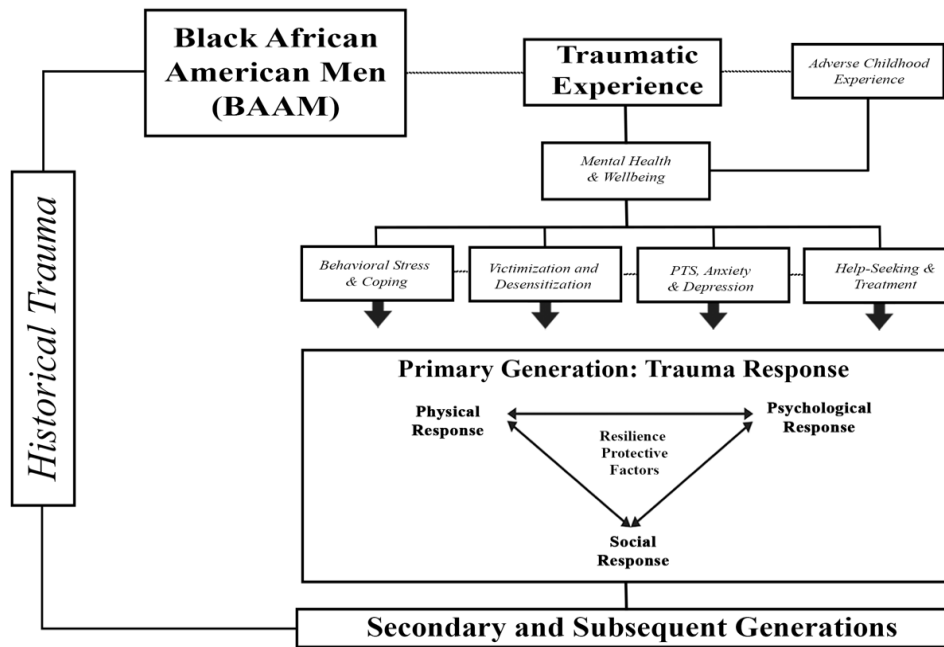 Black African
American Men
(BAAM)
Traumatic
Experience
Adverse Childhood
Experience
Mental Health
& Wellbeing
Historical Trauma
Behavioral Stress
& Coping
Victimization and
Desensitization
PTS, Anxiety
& Depression
Help-Seeking &
Treatment
Primary Generation: Trauma Response
Physical
Response
Psychological
Response
Resilience
Protective
Factors
Social
Response
Secondary and Subsequent Generations